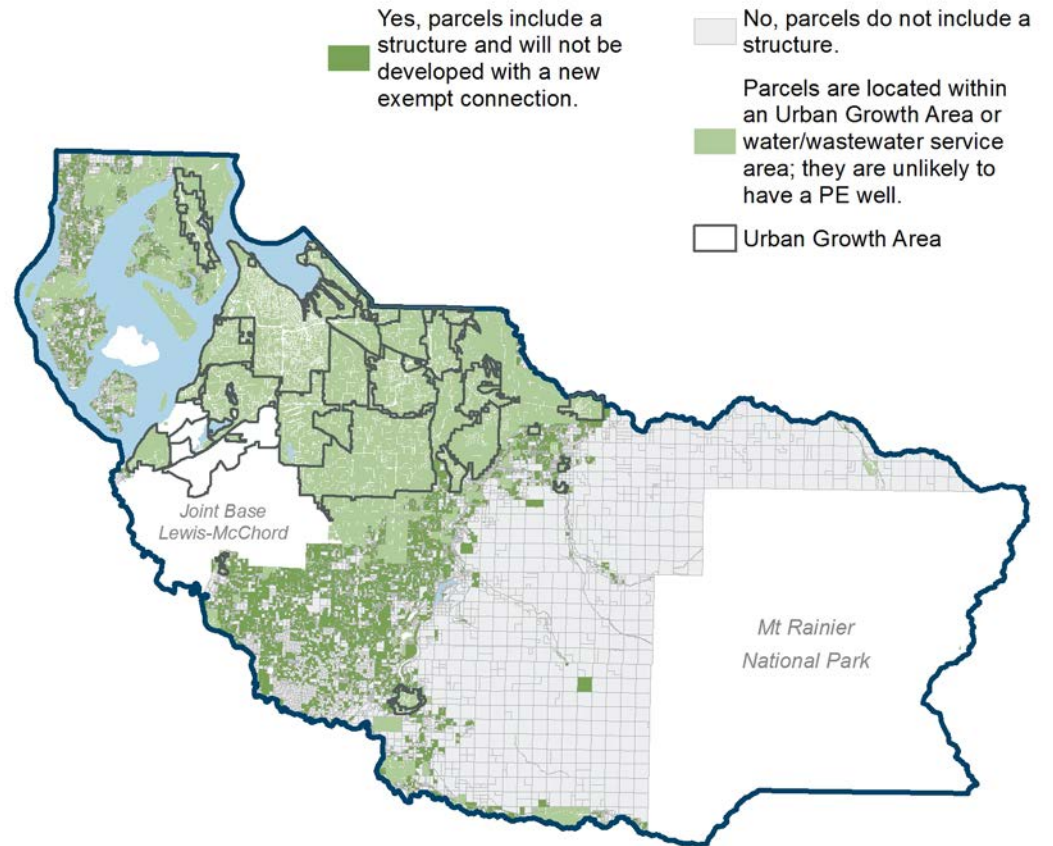 Yes, parcels include a
structure and will not be
developed with a new
exempt connection.
No, parcels do not include a
structure.
Parcels are located within
an Urban Growth Area or
water/wastewater service
area; they are unlikely to
have a PE well.
Urban Growth Area
Joint Base
Lewis-McChord
Mt Rainier
National Park